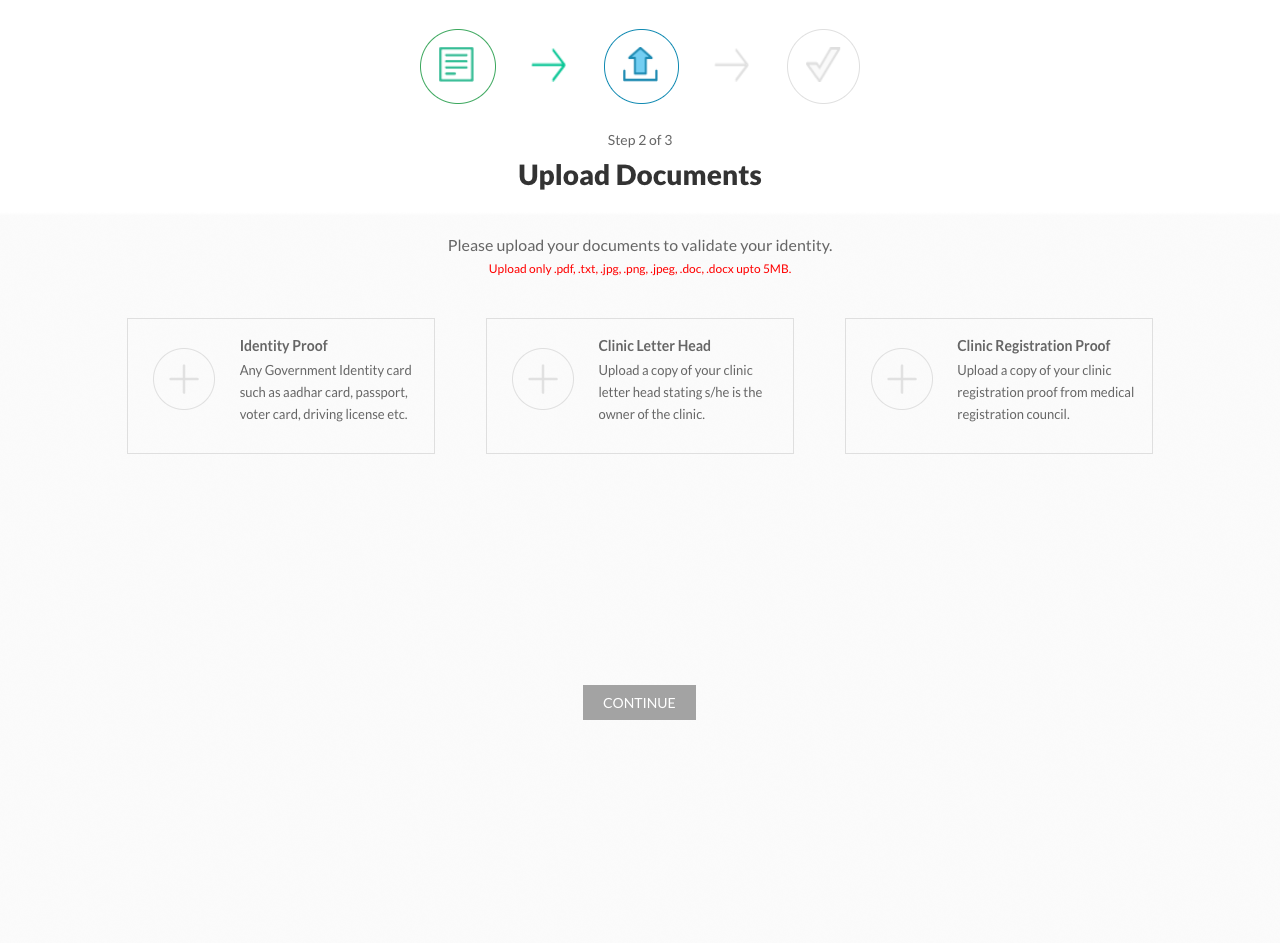 Step 2 of 3
Upload Documents
Please upload your documents to validate your identity.
Upload only .pdf, .txt, .jpg, .png, .jpeg, .doc, .docx upto 5MB.
Identity Proof
Any Government Identity card
such as aadhar card, passport,
voter card, driving license etc.
Clinic Letter Head
Upload a copy of your clinic
letter head stating s/he is the
owner of the clinic.
Clinic Registration Proof
Upload a copy of your clinic
registration proof from medical
registration council.
CONTINUE